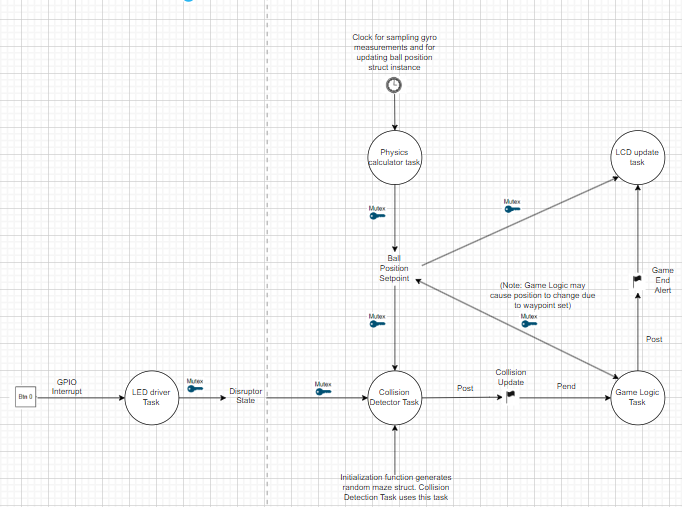 Clock for sampling gyro
measurements and for
updating ball position
struct instance
Physics
calculator task
LCD update
task
Mutex
Mutex
Ball
Position
Setpoint
Game
End
Alert
(Note: Game Logic may
cause position to change due
to waypoint set)
Mutex
Mutex
Post
Collision
Update
GPIO
Interrupt
Btn 0
LED driver
Task
Mutex
Disruptor
State
Mutex
Collision
Detector Task
Post
Pend
Game Logic
Task
Initialization function generates
random maze struct. Collision
Detection Task uses this task